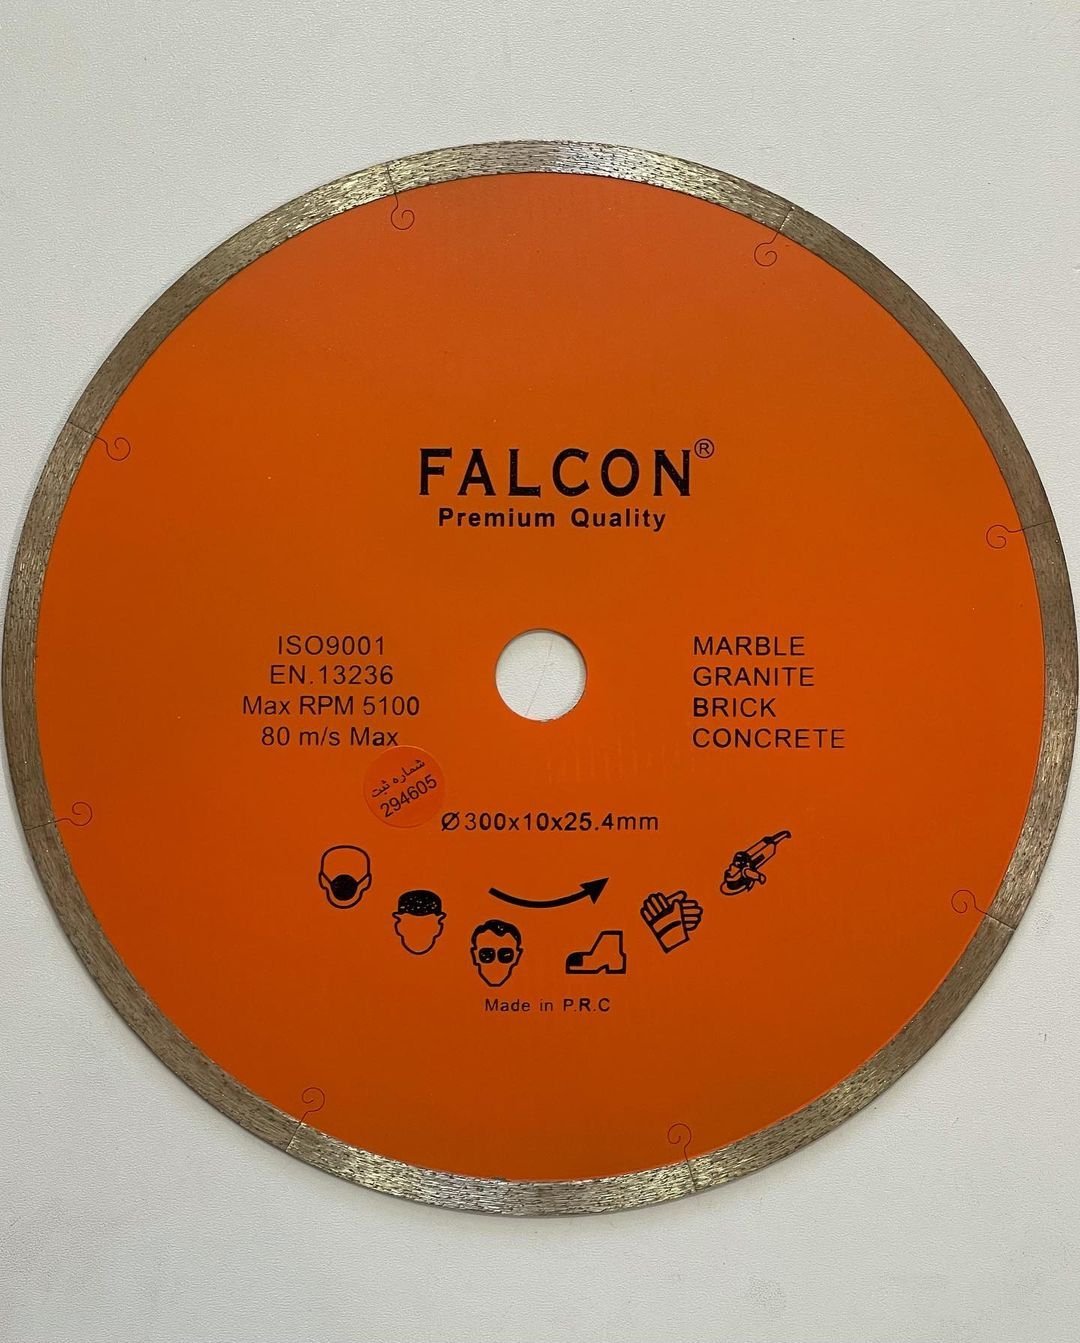 FALCON®
Premium Quality
ISO9001
EN.13236
Max RPM 5100
80 m/s Max
MARBLE
GRANITE
BRICK
CONCRETE
شماره ثبت
294605
Ø300x10x25.4mm
Made in P.R.C